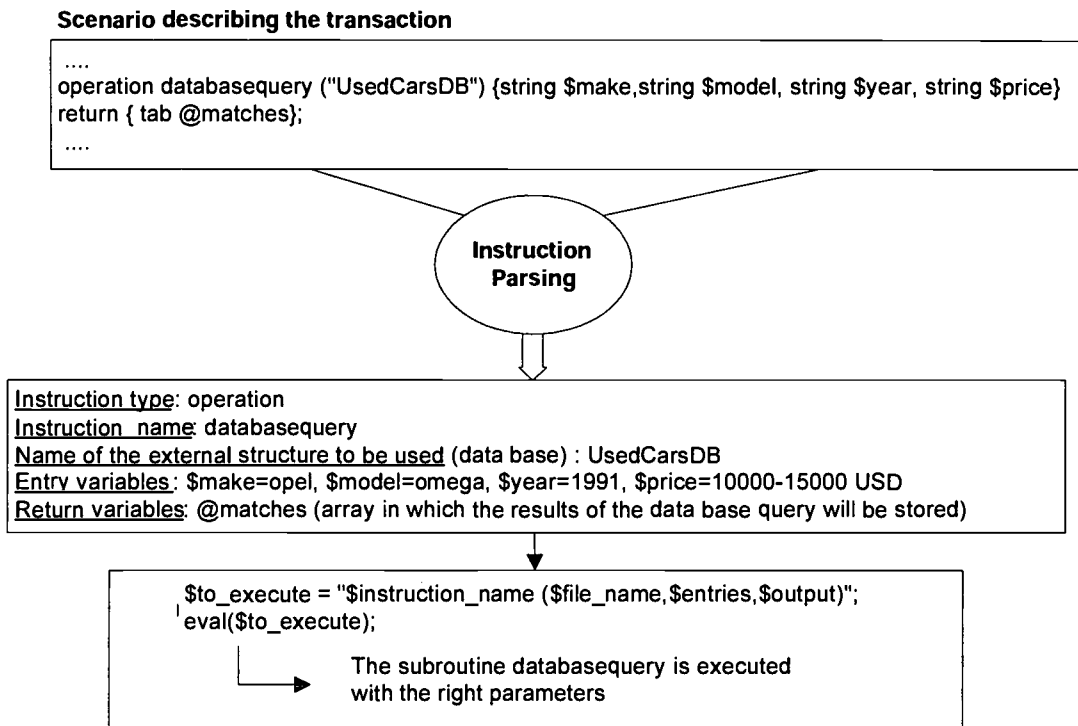 Scenario describing the transaction
....
operation databasequery ("UsedCarsDB") {string $make,string $model, string $year, string $price}
return { tab @matches};
....
Instruction
Parsing
Instruction type: operation
Instruction name: databasequery
Name of the external structure to be used (data base) : UsedCarsDB
Entry variables: $make=opel, $model=omega, $year=1991, $price=10000-15000 USD
Return variables: @matches (array in which the results of the data base query will be stored)
$to_execute = "$instruction_name ($file_name,$entries,$output)";
eval($to_execute);
The subroutine databasequery is executed
with the right parameters